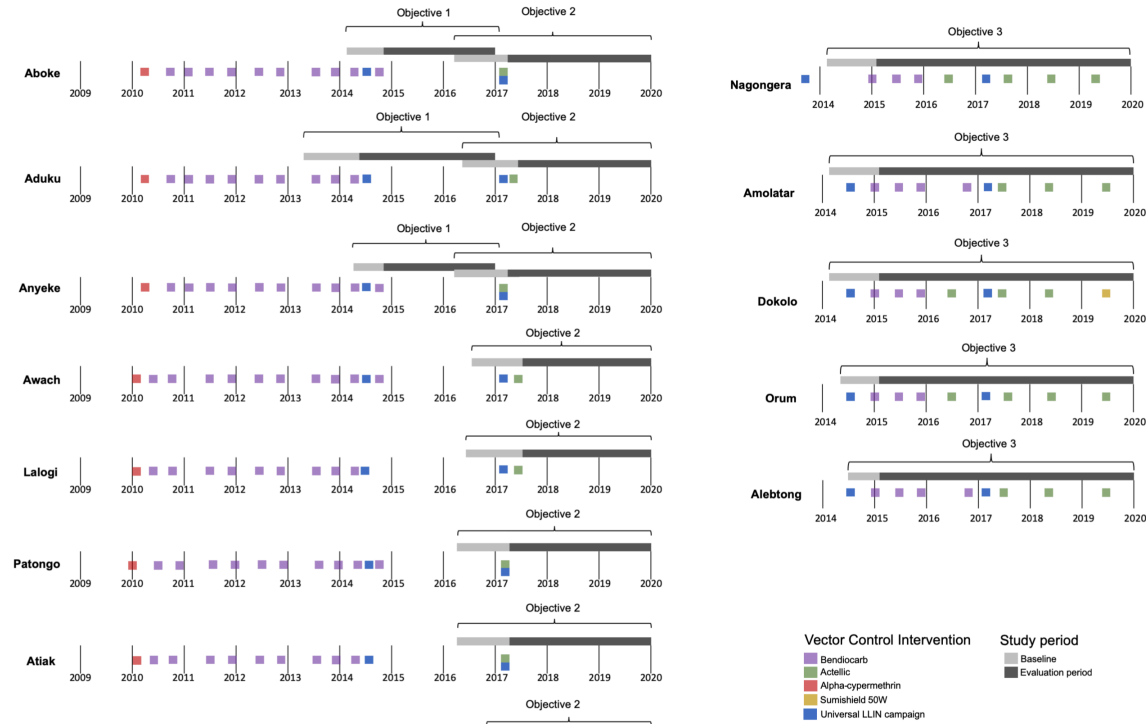 Objective 1
Objective 2
Aboke
2009 2010 2011 2012 2013 2014 2015 2016 2017 2018 2019 2020
Objective 1
Objective 2
Aduku
2009 2010 2011 2012 2013 2014 2015 2016 2017 2018 2019 2020
Objective 1
Objective 2
Anyeke
2009 2010 2011 2012 2013 2014 2015 2016 2017 2018 2019 2020
Objective 2
Awach
2009 2010 2011 2012 2013 2014 2015 2016 2017 2018 2019 2020
Objective 2
Lalogi
2009 2010 2011 2012 2013 2014 2015 2016 2017 2018 2019 2020
Objective 2
Patongo
2009 2010 2011 2012 2013 2014 2015 2016 2017 2018 2019 2020
Objective 2
Atiak
2009 2010 2011 2012 2013 2014 2015 2016 2017 2018 2019 2020
Objective 2
Objective 3
Nagongera
2014 2015 2016 2017 2018 2019 2020
Objective 3
Amolatar
2014 2015 2016 2017 2018 2019 2020
Objective 3
Dokolo
2014 2015 2016 2017 2018 2019 2020
Objective 3
Orum
2014 2015 2016 2017 2018 2019 2020
Objective 3
Alebtong
2014 2015 2016 2017 2018 2019 2020
Vector Control Intervention
Bendiocarb
Actellic
Alpha-cypermethrin
Sumishield 50W
Universal LLIN campaign
Study period
Baseline
Evaluation period